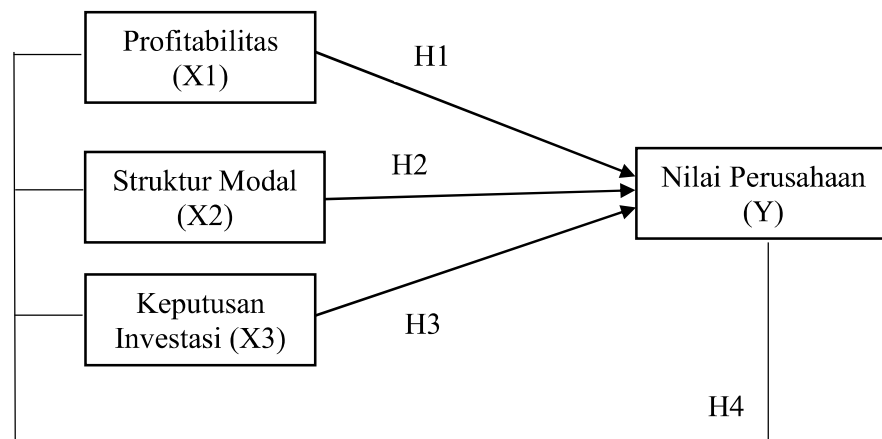 Profitabilitas
(X1)
H1
Struktur Modal
(X2)
H2
Nilai Perusahaan
(Y)
Keputusan
Investasi (X3)
H3
H4